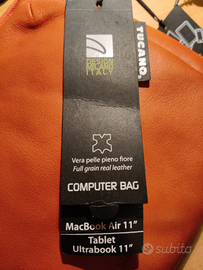 DESIGN
MILANO
ITALY
TUCANO.
Vera pelle pieno fiore
Full grain real leather
COMPUTER BAG
MacBook Air 11"
Tablet
Ultrabook 11"
subito